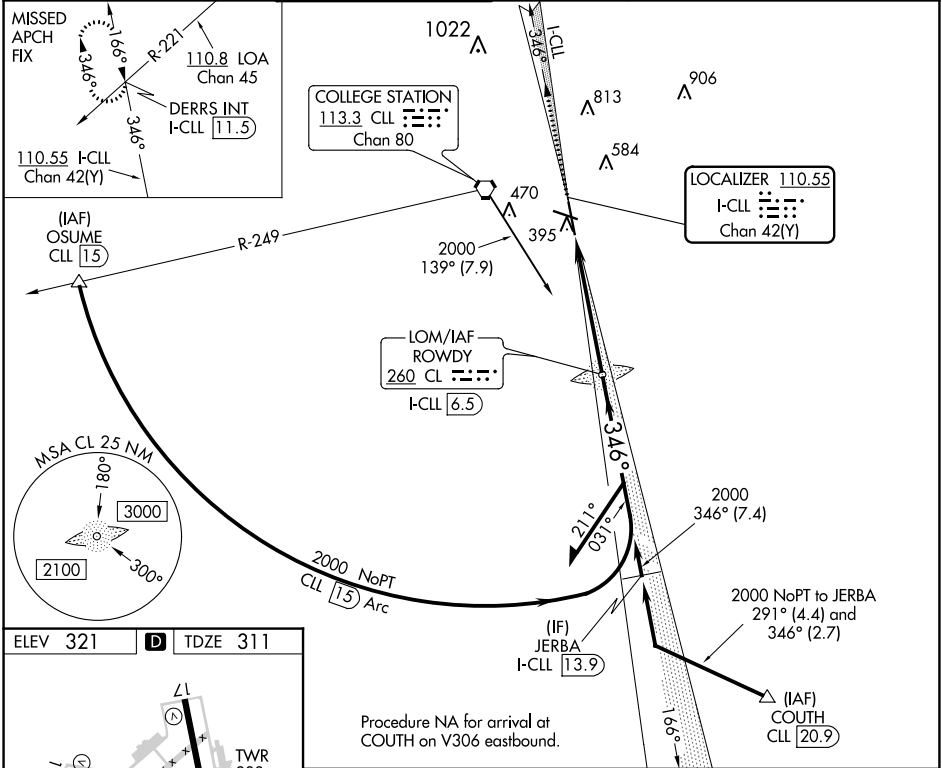 MISSED
APCH
FIX
166°
346°
R-221
110.8 LOA
Chan 45
DERRS INT
I-CLL 11.5
346°
110.55 I-CLL
Chan 42(Y)
1022
I-CLL
346°
906
813
584
COLLEGE STATION
113.3 CLL
Chan 80
470
395
LOCALIZER 110.55
I-CLL
Chan 42(Y)
(IAF)
OSUME
CLL 15
R-249
2000
139° (7.9)
LOM/IAF
ROWDY
260 CL
I-CLL 6.5
346°
MSA CL 25 NM
180°
3000
2100
300°
211°
031°
2000
346° (7.4)
2000 NoPT
CLL 15 Arc
2000 NoPT to JERBA
291° (4.4) and
346° (2.7)
(IF)
JERBA
I-CLL 13.9
(IAF)
COUTH
CLL 20.9
166°
Procedure NA for arrival at
COUTH on V306 eastbound.
ELEV 321 D TDZE 311
17
V
V
TWR